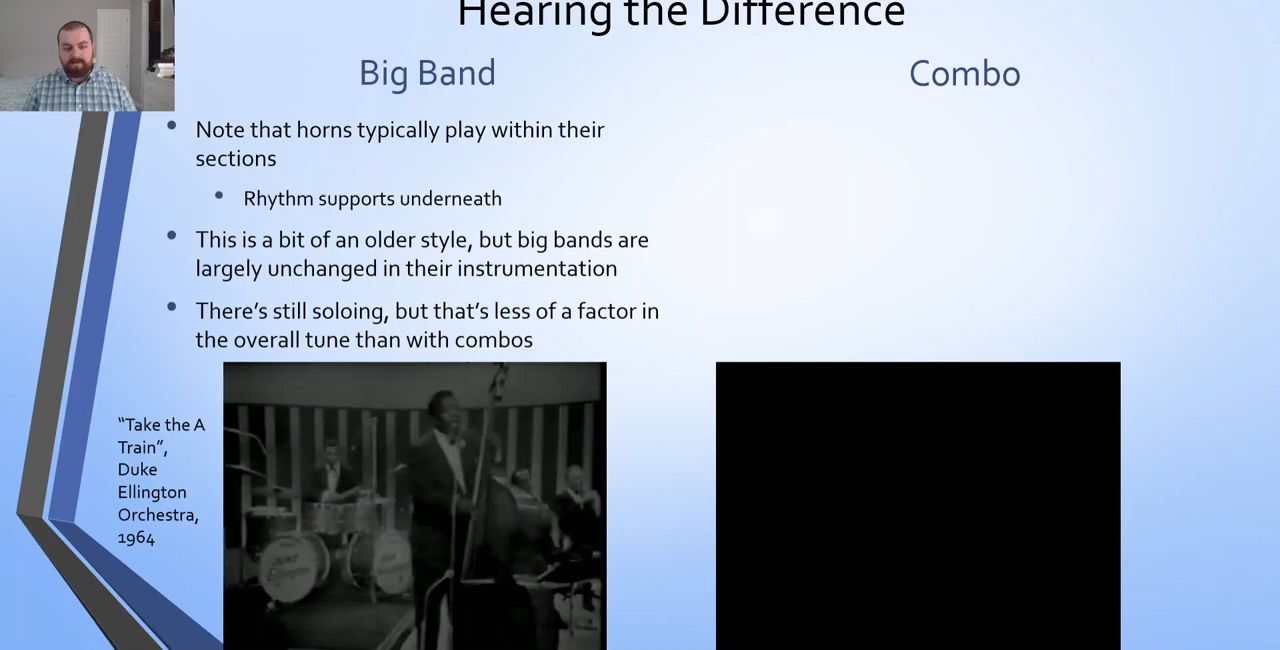 Hearing the Difference
Big Band
Combo
Note that horns typically play within their
sections
Rhythm supports underneath
This is a bit of an older style, but big bands are
largely unchanged in their instrumentation
There's still soloing, but that's less of a factor in
the overall tune than with combos
“Take the A
Train”,
Duke
Ellington
Orchestra,
1964